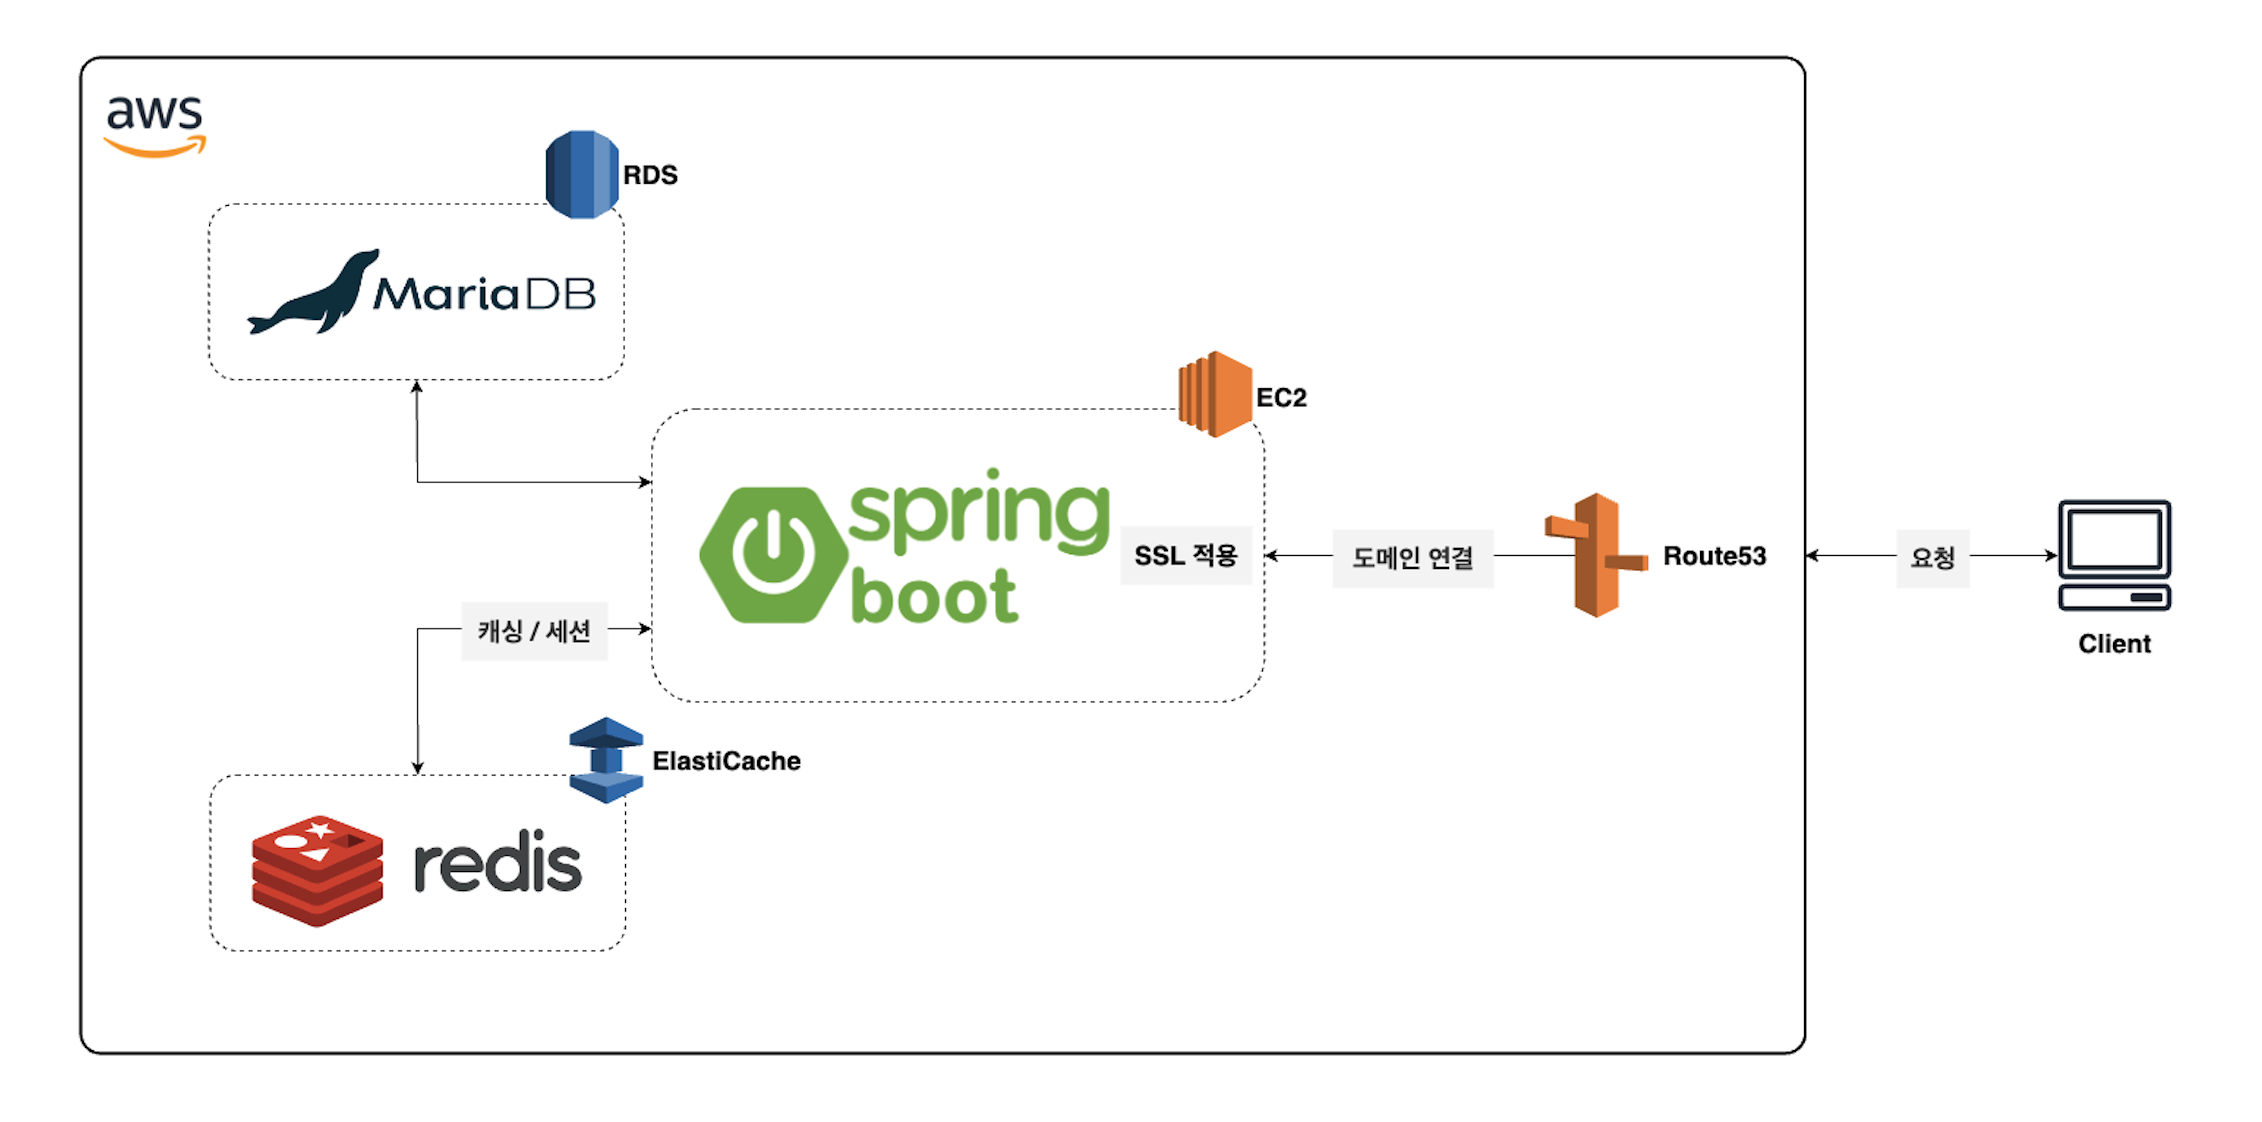 aws
RDS
MariaDB
EC2
spring
boot
SSL 적용
도메인 연결
Route53
요청
Client
캐싱 / 세션
ElastiCache
redis